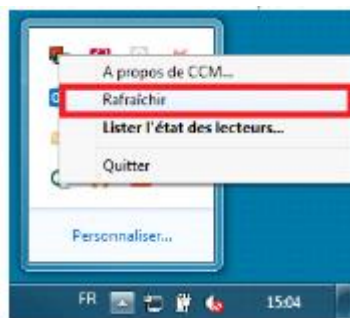 A propos de CCM...
Rafraîchir
Lister l'état des lecteurs...
Quitter
Personnaliser...
FR 15:04